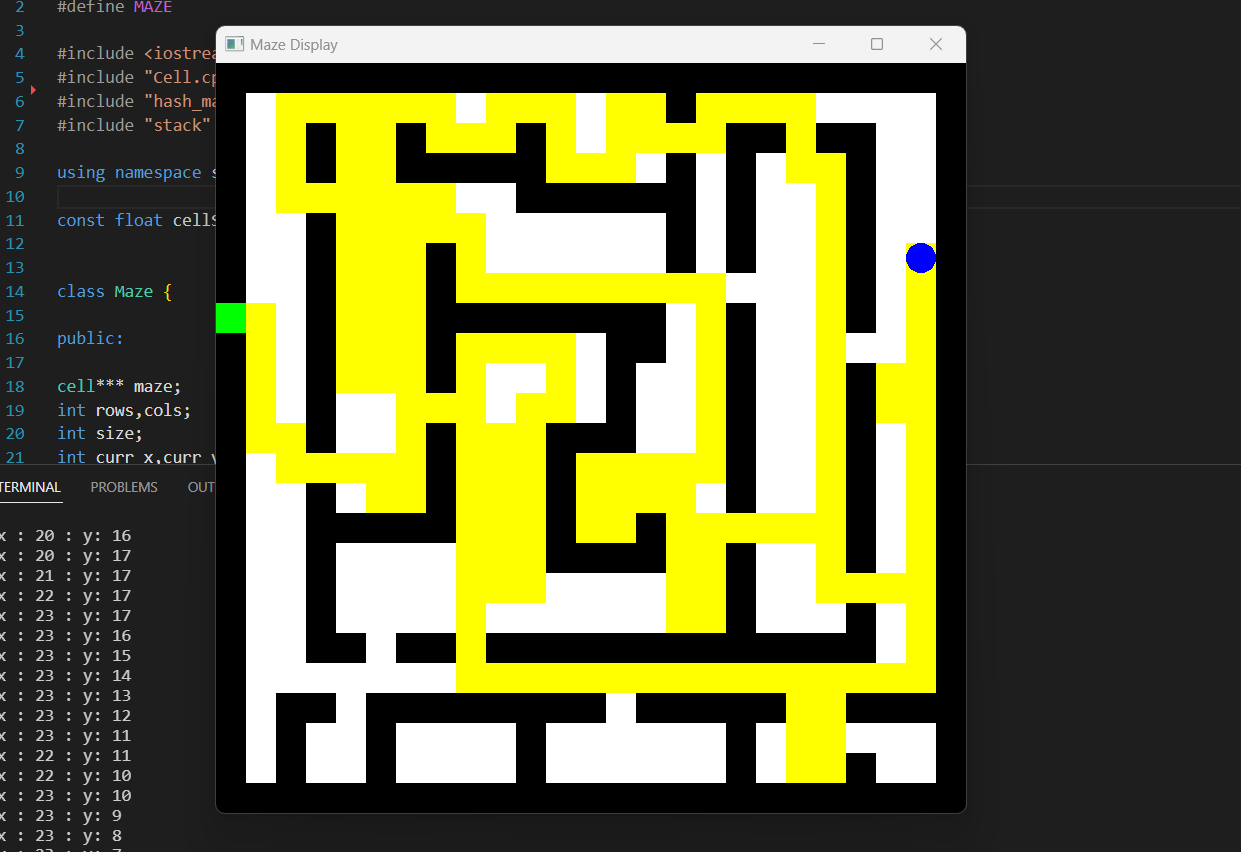 2 #define MAZE
3
Maze Display
4 #include <iostrea
5 #include "Cell.cp
6 #include "hash_ma
7 #include "stack"
8
9 using namespace s
10
11 const float cellS
12
13
14 class Maze {
15
16 public:
17
18 cell*** maze;
19 int rows,cols;
20 int size;
21 int curr x,curr y
TERMINAL PROBLEMS OUT
x : 20 : y: 16
x : 20 : y: 17
x : 21 : y: 17
x : 22 : y: 17
x : 23 : y: 17
x : 23 : y: 16
x : 23 : y: 15
x : 23 : y: 14
x : 23 : y: 13
x : 23 : y: 12
x : 23 : y: 11
x : 22 : y: 11
x : 22 : y: 10
x : 23 : y: 10
x : 23 : y: 9
x : 23 : y: 8
x : 23 : y: 7